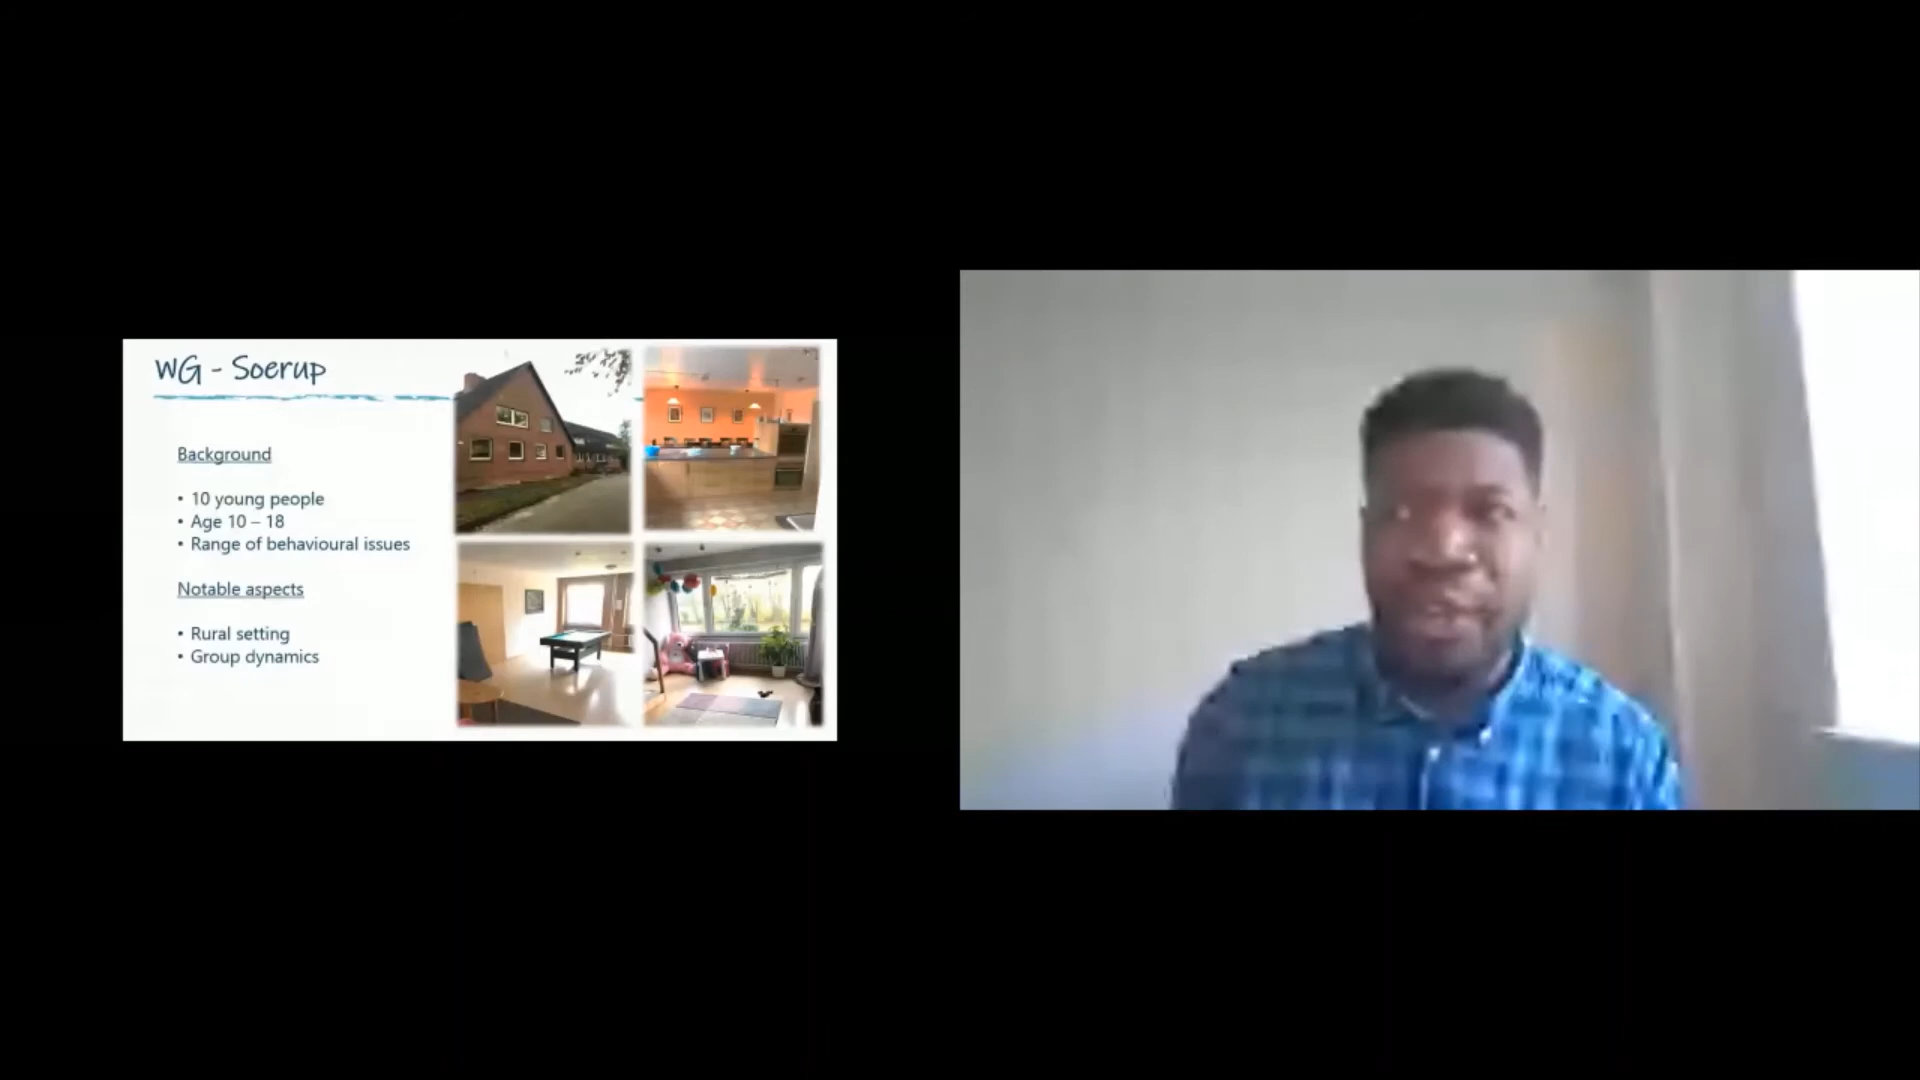 WG - Soerup
Background
• 10 young people
• Age 10 – 18
• Range of behavioural issues
Notable aspects
• Rural setting
• Group dynamics